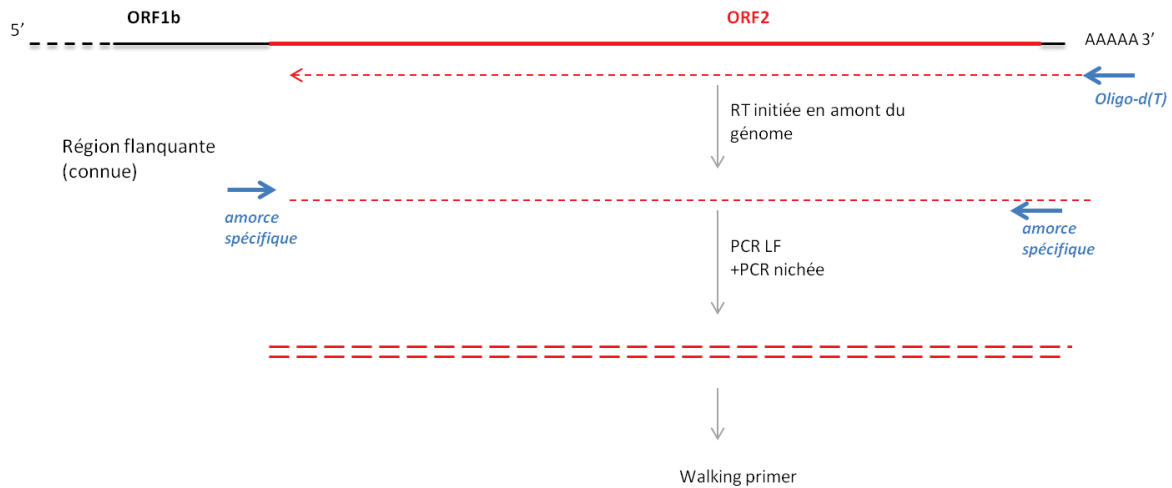 ORF1b
ORF2
5’
AAAAA 3’
Oligo-d(T)
RT initiée en amont du
génome
Région flanquante
(connue)
amorce
spécifique
amorce
spécifique
PCR LF
+PCR nichée
Walking primer